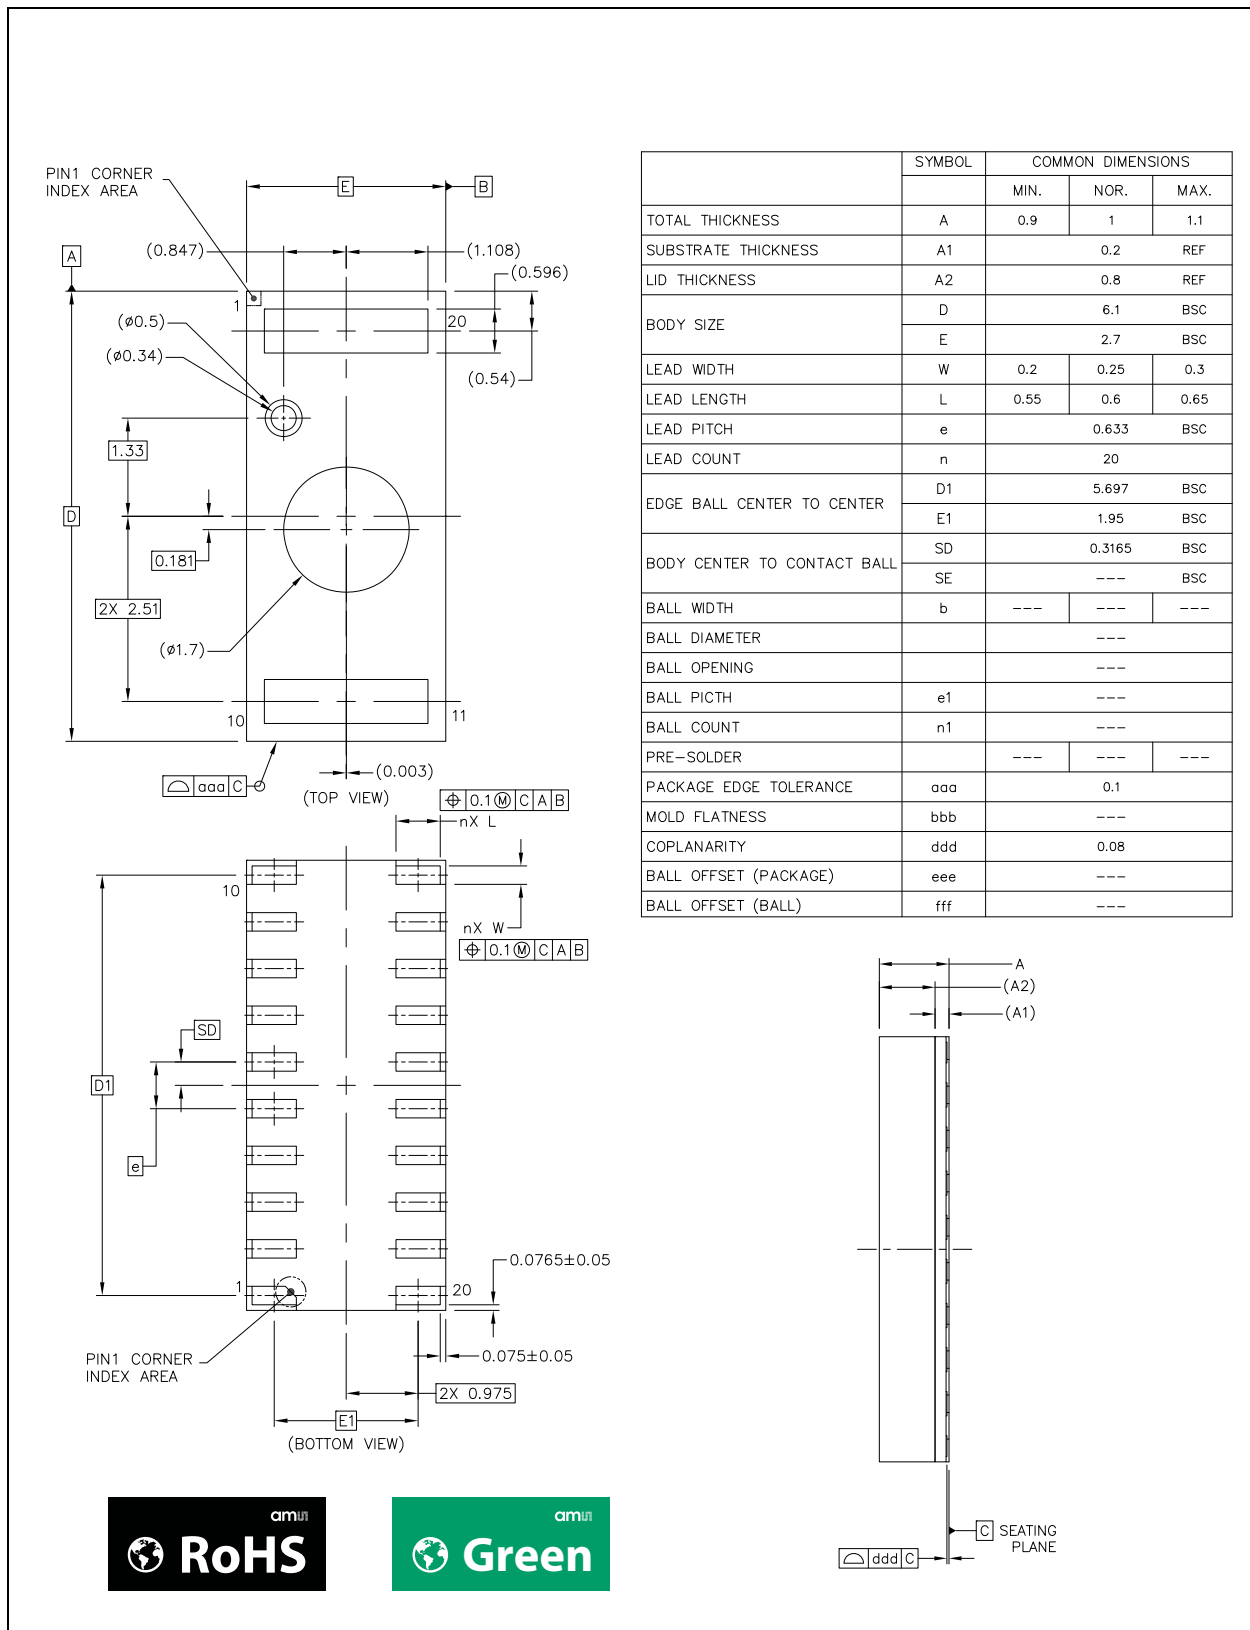 PIN1 CORNER
INDEX AREA
E
B
A
(0.847)
(1.108)
(0.596)
1
20
(ø0.5)
(ø0.34)
(0.54)
1.33
D
0.181
2X 2.51
(ø1.7)
10
11
aaa C
(0.003)
(TOP VIEW)
SYMBOL COMMON DIMENSIONS
MIN. NOR. MAX.
TOTAL THICKNESS A 0.9 1 1.1
SUBSTRATE THICKNESS A1 0.2 REF
LID THICKNESS A2 0.8 REF
BODY SIZE D 6.1 BSC
E 2.7 BSC
LEAD WIDTH W 0.2 0.25 0.3
LEAD LENGTH L 0.55 0.6 0.65
LEAD PITCH e 0.633 BSC
LEAD COUNT n 20
EDGE BALL CENTER TO CENTER D1 5.697 BSC
E1 1.95 BSC
BODY CENTER TO CONTACT BALL SD 0.3165 BSC
SE --- BSC
BALL WIDTH b --- --- ---
BALL DIAMETER ---
BALL OPENING ---
BALL PICTH e1 ---
BALL COUNT n1 ---
PRE-SOLDER --- --- ---
PACKAGE EDGE TOLERANCE aaa 0.1
MOLD FLATNESS bbb ---
COPLANARITY ddd 0.08
BALL OFFSET (PACKAGE) eee ---
BALL OFFSET (BALL) fff ---
⌖ 0.1 Ⓜ C A B
nX L
10
nX W
⌖ 0.1 Ⓜ C A B
SD
D1
e
1
20
0.0765±0.05
0.075±0.05
PIN1 CORNER
INDEX AREA
2X 0.975
E1
(BOTTOM VIEW)
A
(A2)
(A1)
C SEATING
PLANE
ddd C
am
RoHS
am
Green